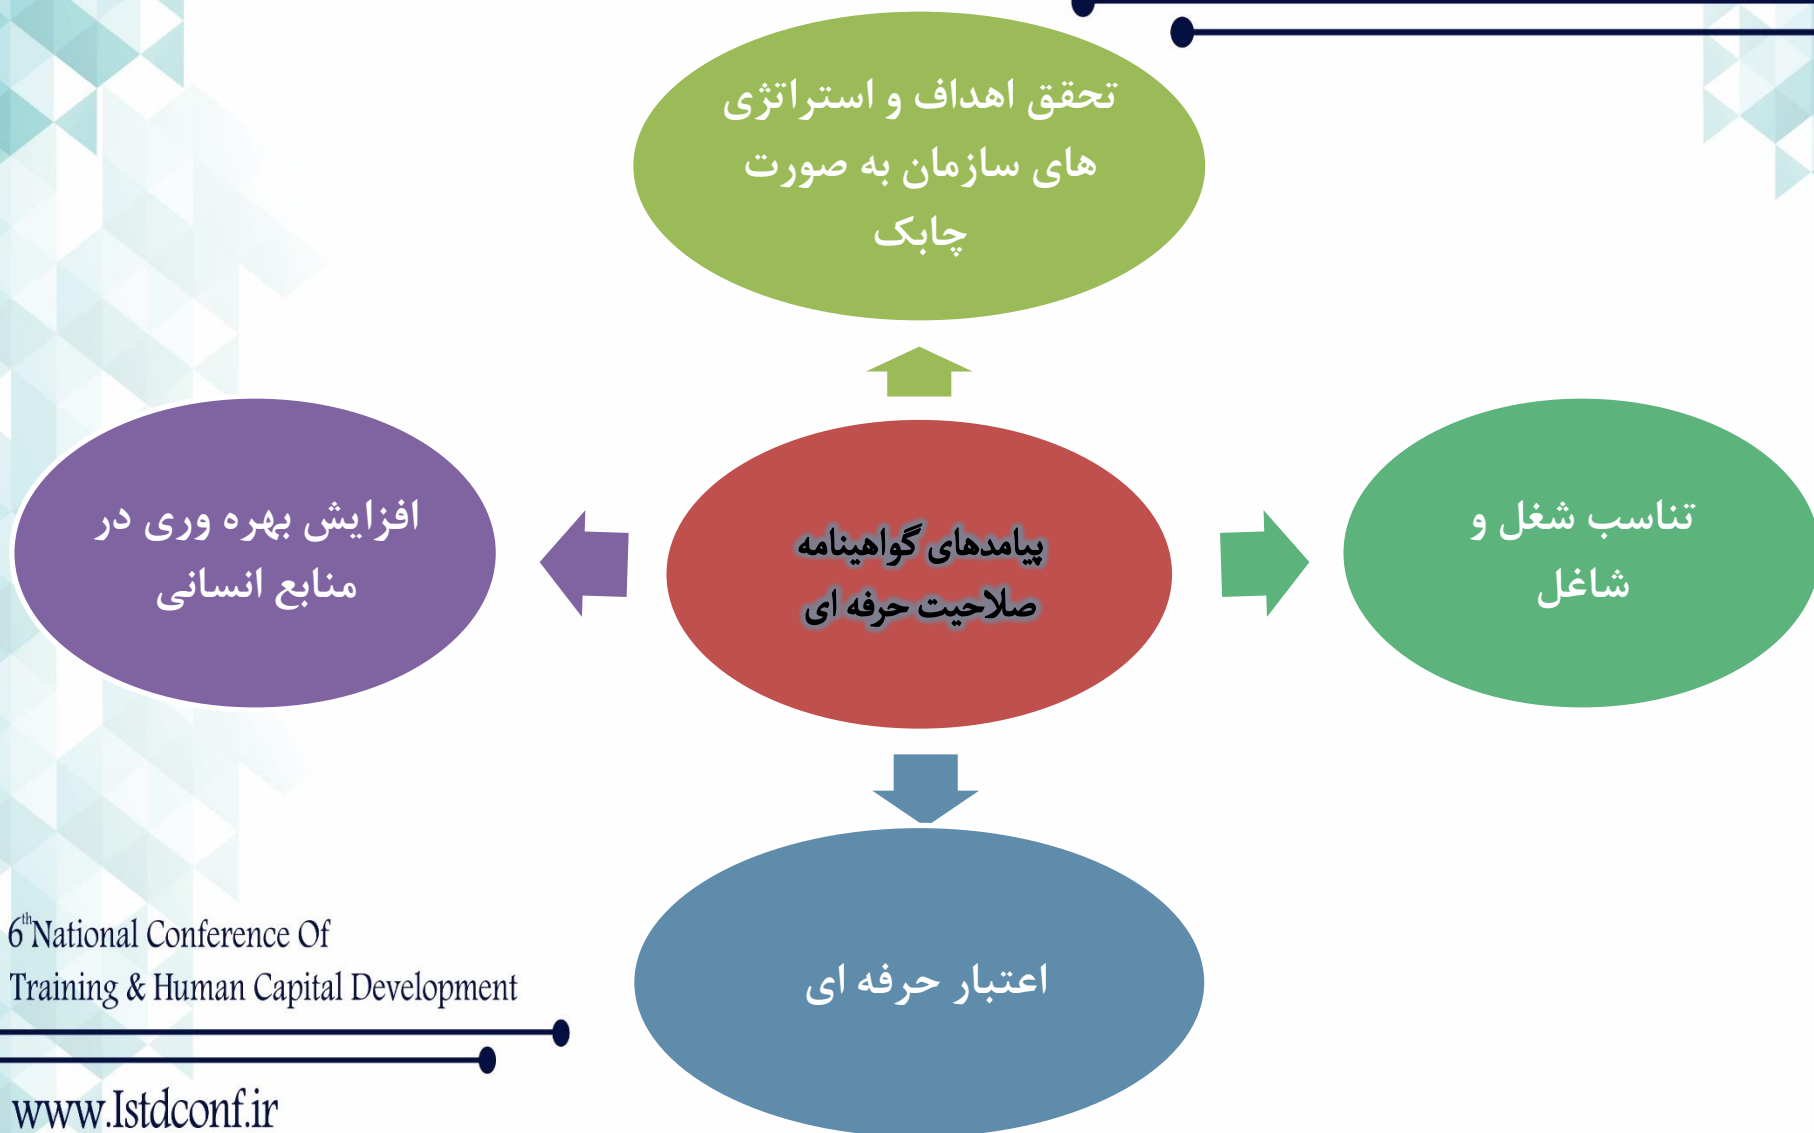 تحقق اهداف و استراتژی
های سازمان به صورت
چابک
تناسب شغل و
شاغل
پیامدهای گواهینامه
صلاحیت حرفه ای
افزایش بهره وری در
منابع انسانی
اعتبار حرفه ای
6th National Conference Of
Training & Human Capital Development
www.Istdconf.ir